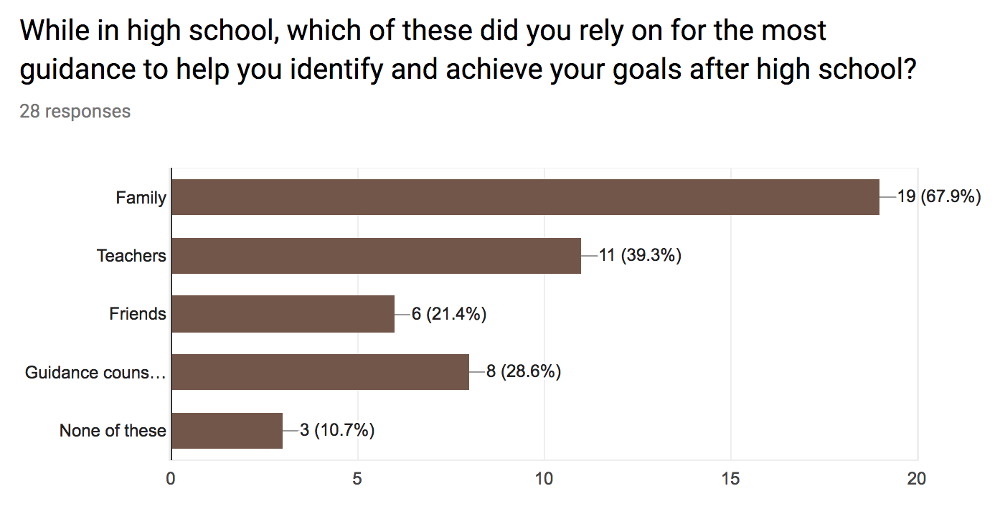 While in high school, which of these did you rely on for the most
guidance to help you identify and achieve your goals after high school?
28 responses
Family
19 (67.9%)
Teachers
11 (39.3%)
Friends
6 (21.4%)
Guidance couns…
8 (28.6%)
None of these
3 (10.7%)
0 5 10 15 20